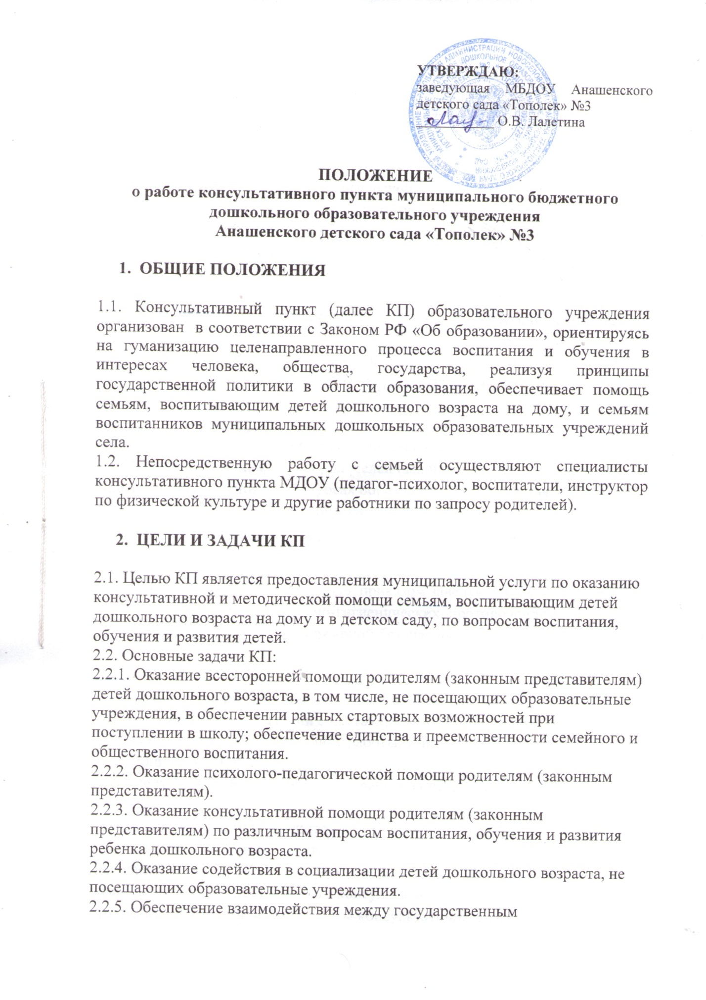 УТВЕРЖДАЮ:
заведующая МБДОУ Анашенского
детского сада «Тополек» №3
О.В. Лалетина
ПОЛОЖЕНИЕ
о работе консультативного пункта муниципального бюджетного
дошкольного образовательного учреждения
Анашенского детского сада «Тополек» №3
1. ОБЩИЕ ПОЛОЖЕНИЯ
1.1. Консультативный пункт (далее КП) образовательного учреждения
организован в соответствии с Законом РФ «Об образовании», ориентируясь
на гуманизацию целенаправленного процесса воспитания и обучения в
интересах человека, общества, государства, реализуя принципы
государственной политики в области образования, обеспечивает помощь
семьям, воспитывающим детей дошкольного возраста на дому, и семьям
воспитанников муниципальных дошкольных образовательных учреждений
села.
1.2. Непосредственную работу с семьей осуществляют специалисты
консультативного пункта МДОУ (педагог-психолог, воспитатели, инструктор
по физической культуре и другие работники по запросу родителей).
2. ЦЕЛИ И ЗАДАЧИ КП
2.1. Целью КП является предоставления муниципальной услуги по оказанию
консультативной и методической помощи семьям, воспитывающим детей
дошкольного возраста на дому и в детском саду, по вопросам воспитания,
обучения и развития детей.
2.2. Основные задачи КП:
2.2.1. Оказание всесторонней помощи родителям (законным представителям)
детей дошкольного возраста, в том числе, не посещающих образовательные
учреждения, в обеспечении равных стартовых возможностей при
поступлении в школу; обеспечение единства и преемственности семейного и
общественного воспитания.
2.2.2. Оказание психолого-педагогической помощи родителям (законным
представителям).
2.2.3. Оказание консультативной помощи родителям (законным
представителям) по различным вопросам воспитания, обучения и развития
ребенка дошкольного возраста.
2.2.4. Оказание содействия в социализации детей дошкольного возраста, не
посещающих образовательные учреждения.
2.2.5. Обеспечение взаимодействия между государственным